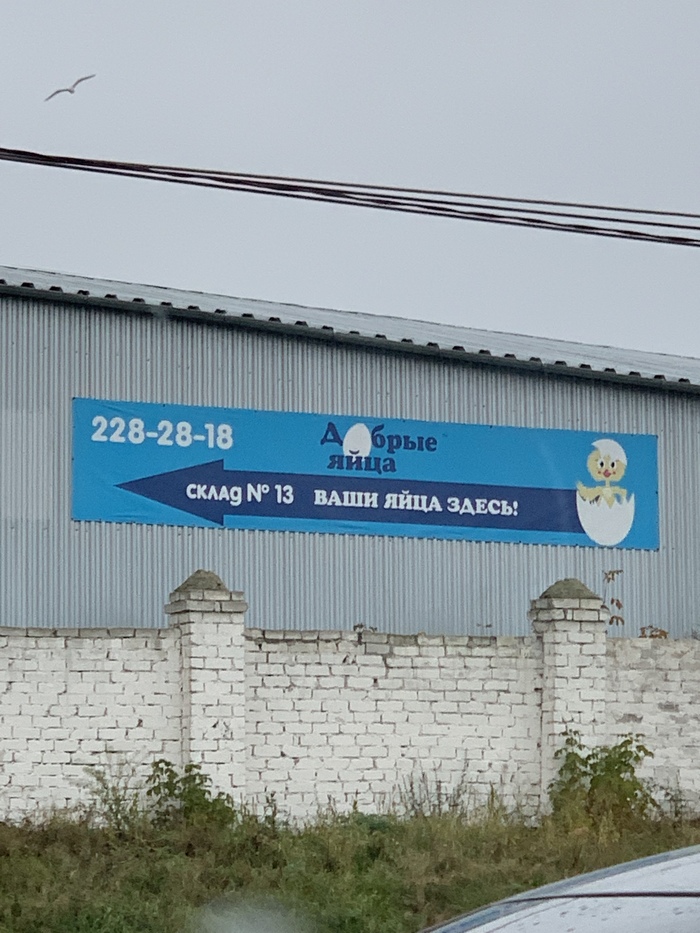 228-28-18
Добрые
яйца
склад № 13 ВАШИ ЯЙЦА ЗДЕСЬ!